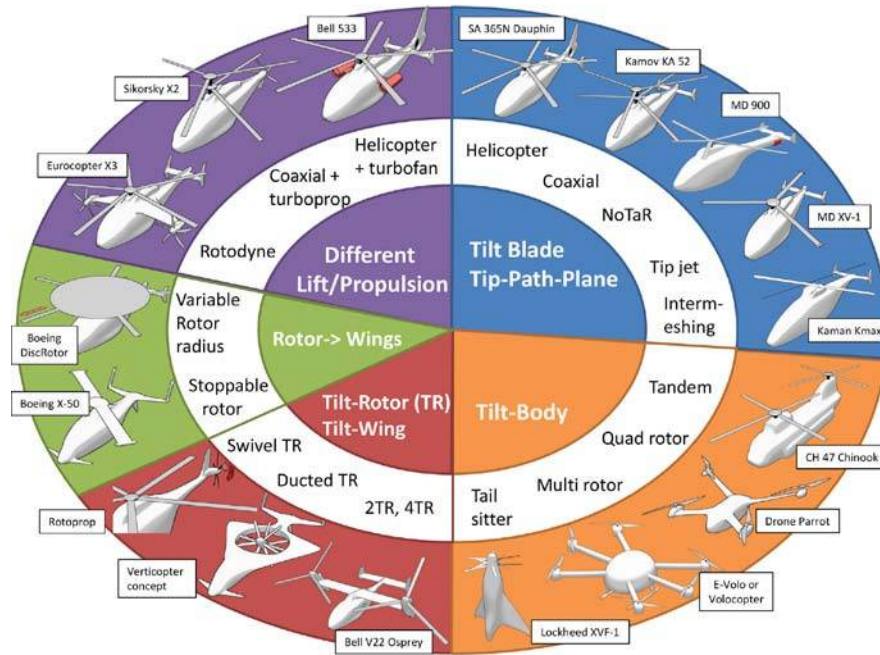 Bell 533
SA 365N Dauphin
Sikorsky X2
Kamov KA 52
MD 900
Eurocopter X3
MD XV-1
Kaman Kmax
Helicopter
+ turbofan
Coaxial +
turboprop
Rotodyne
Helicopter
Coaxial
NoTaR
Tip jet
Interm-
eshing
Different
Lift/Propulsion
Tilt Blade
Tip-Path-Plane
Boeing
DiscRotor
Boeing X-50
Variable
Rotor
radius
Stoppable
rotor
Rotor-> Wings
Tilt-Rotor (TR)
Tilt-Wing
Tilt-Body
Swivel TR
Ducted TR
2TR, 4TR
Tandem
Quad rotor
Multi rotor
Tail
sitter
Rotoprop
Verticopter
concept
Bell V22 Osprey
CH 47 Chinook
Drone Parrot
E-Volo or
Volocopter
Lockheed XVF-1